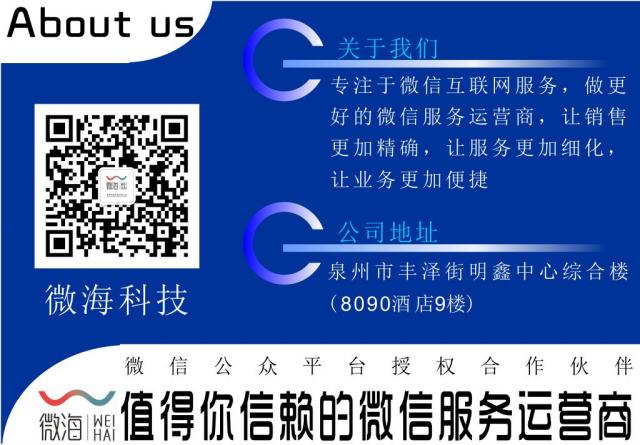 About us
关于我们
专注于微信互联网服务，做更
好的微信服务运营商，让销售
更加精确，让服务更加细化，
让业务更加便捷
微海科技
公司地址
泉州市丰泽街明鑫中心综合楼
（8090酒店9楼）
微信公众平台授权合作伙伴
微海 WEI HAI
值得你信赖的微信服务运营商